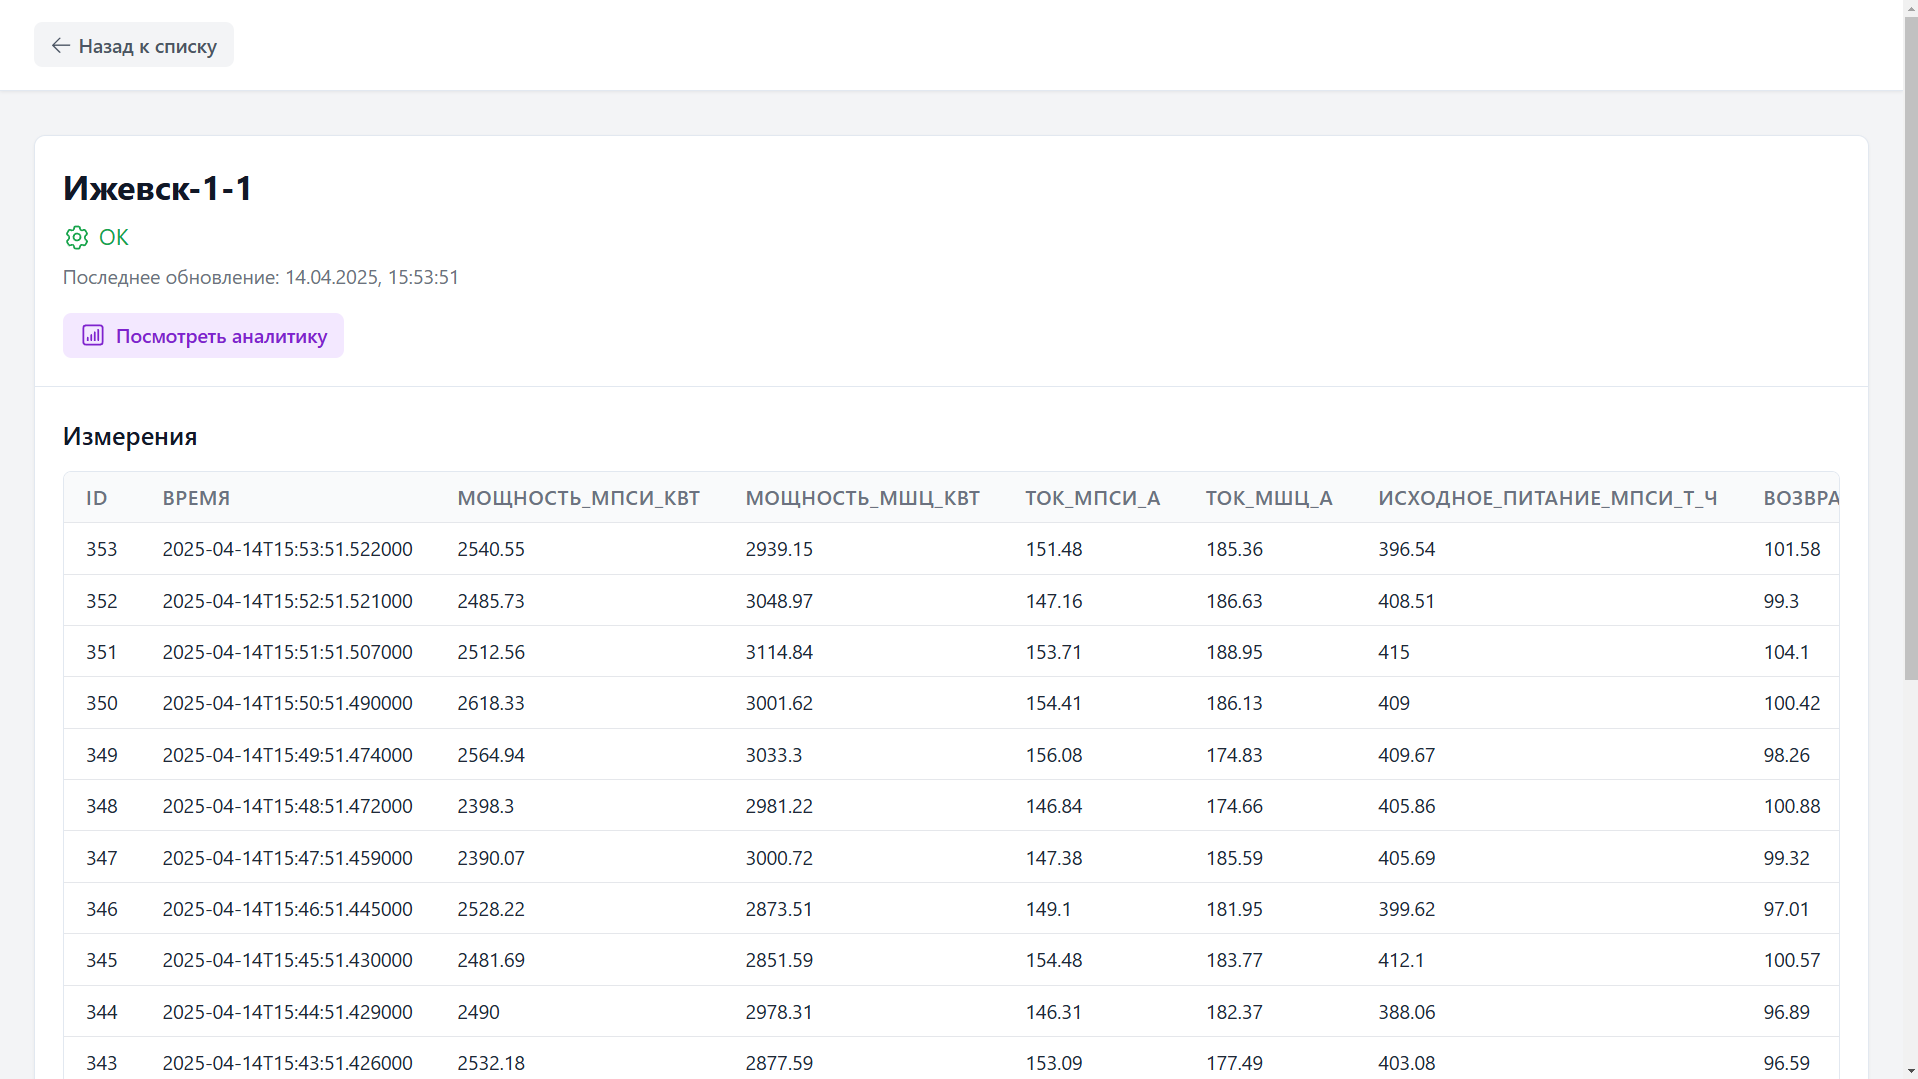 Назад к списку
Ижевск-1-1
ОК
Последнее обновление: 14.04.2025, 15:53:51
Посмотреть аналитику
Измерения
ID ВРЕМЯ МОЩНОСТЬ_МПСИ_КВТ МОЩНОСТЬ_МШЦ_КВТ ТОК_МПСИ_А ТОК_МШЦ_А ИСХОДНОЕ_ПИТАНИЕ_МПСИ_Т_Ч ВОЗВРА
353 2025-04-14T15:53:51.522000 2540.55 2939.15 151.48 185.36 396.54 101.58
352 2025-04-14T15:52:51.521000 2485.73 3048.97 147.16 186.63 408.51 99.3
351 2025-04-14T15:51:51.507000 2512.56 3114.84 153.71 188.95 415 104.1
350 2025-04-14T15:50:51.490000 2618.33 3001.62 154.41 186.13 409 100.42
349 2025-04-14T15:49:51.474000 2564.94 3033.3 156.08 174.83 409.67 98.26
348 2025-04-14T15:48:51.472000 2398.3 2981.22 146.84 174.66 405.86 100.88
347 2025-04-14T15:47:51.459000 2390.07 3000.72 147.38 185.59 405.69 99.32
346 2025-04-14T15:46:51.445000 2528.22 2873.51 149.1 181.95 399.62 97.01
345 2025-04-14T15:45:51.430000 2481.69 2851.59 154.48 183.77 412.1 100.57
344 2025-04-14T15:44:51.429000 2490 2978.31 146.31 182.37 388.06 96.89
343 2025-04-14T15:43:51.426000 2532.18 2877.59 153.09 177.49 403.08 96.59